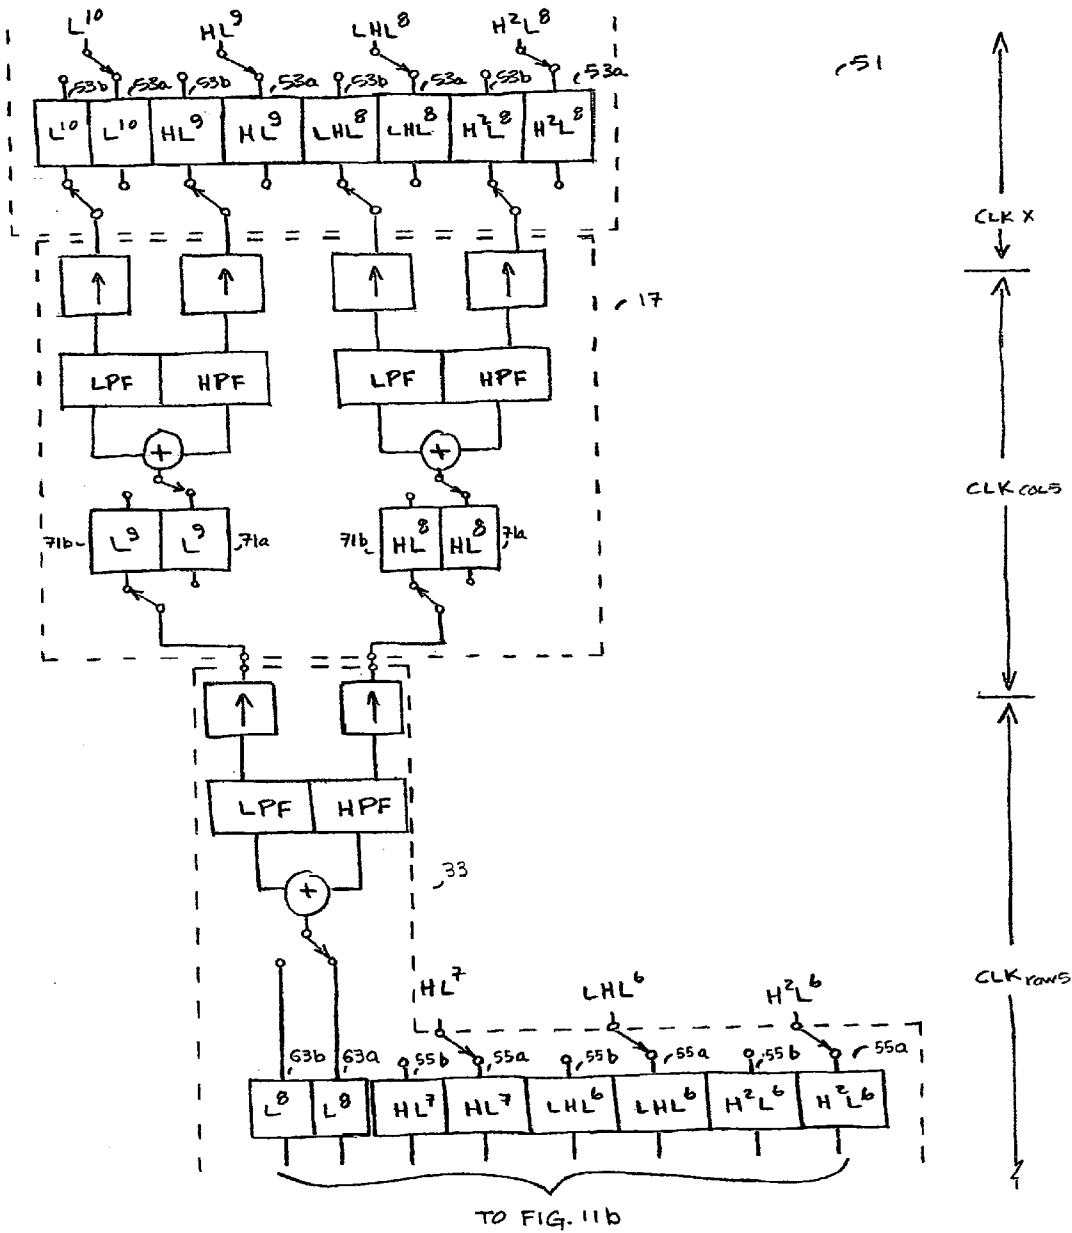 L¹⁰ HL⁹ LHL⁸ H²L⁸
53b 53a 53b 53a 53b 53a 53b 53a 51
L¹⁰ L¹⁰ HL⁹ HL⁹ LHL⁸ LHL⁸ H²L⁸ H²L⁸
CLK X
17
LPF HPF LPF HPF
+ +
CLK COL5
71b L⁹ L⁹ 71a 71b HL⁸ HL⁸ 71a
LPF HPF
33
+
CLK row5
HL⁷ LHL⁶ H²L⁶
63b 63a 55b 55a 55b 55a 55b 55a
L⁸ L⁸ HL⁷ HL⁷ LHL⁶ LHL⁶ H²L⁶ H²L⁶
TO FIG. 11b